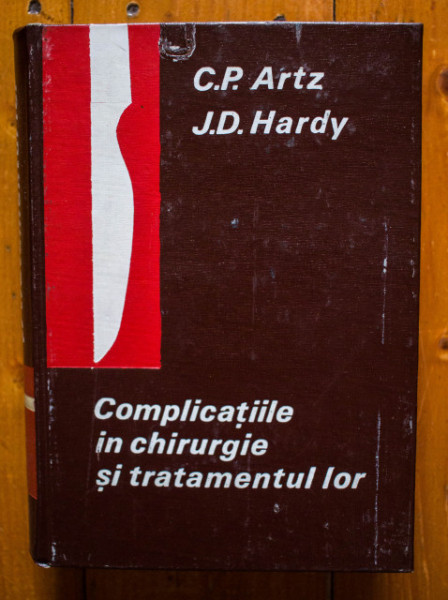 C.P. Artz
J.D. Hardy
Complicațiile
in chirurgie
și tratamentul lor